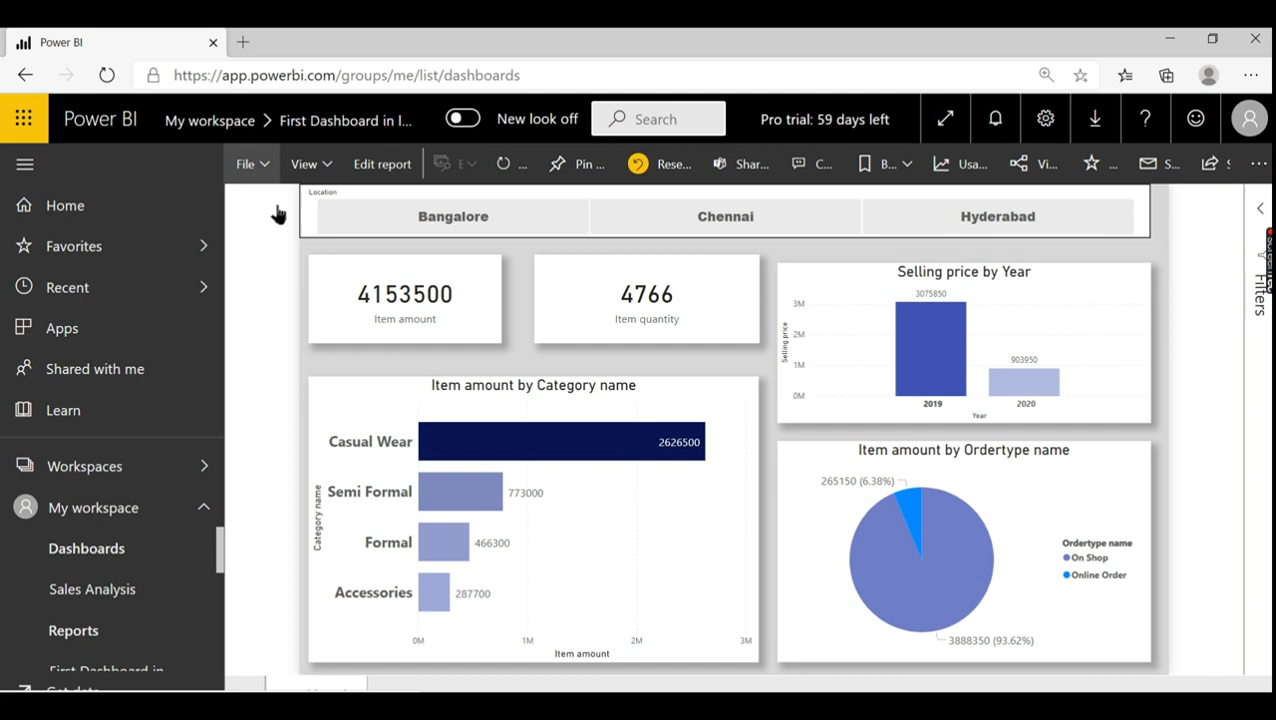 Power BI
https://app.powerbi.com/groups/me/list/dashboards
Power BI My workspace > First Dashboard in I... New look off Search Pro trial: 59 days left
File View Edit report ... Pin ... Rese... Shar... C... B... Usa... Vi... ... S...
Home
Favorites
Recent
Apps
Shared with me
Learn
Workspaces
My workspace
Dashboards
Sales Analysis
Reports
First Dashboard in
Get data
Location
Bangalore Chennai Hyderabad
4153500
Item amount
4766
Item quantity
Selling price by Year
3075850
903950
3M
2M
1M
0M
Selling price
2019 2020
Year
Item amount by Category name
Category name
Casual Wear 2626500
Semi Formal 773000
Formal 466300
Accessories 287700
0M 1M 2M 3M
Item amount
Item amount by Ordertype name
265150 (6.38%)
3888350 (93.62%)
Ordertype name
On Shop
Online Order
Filters